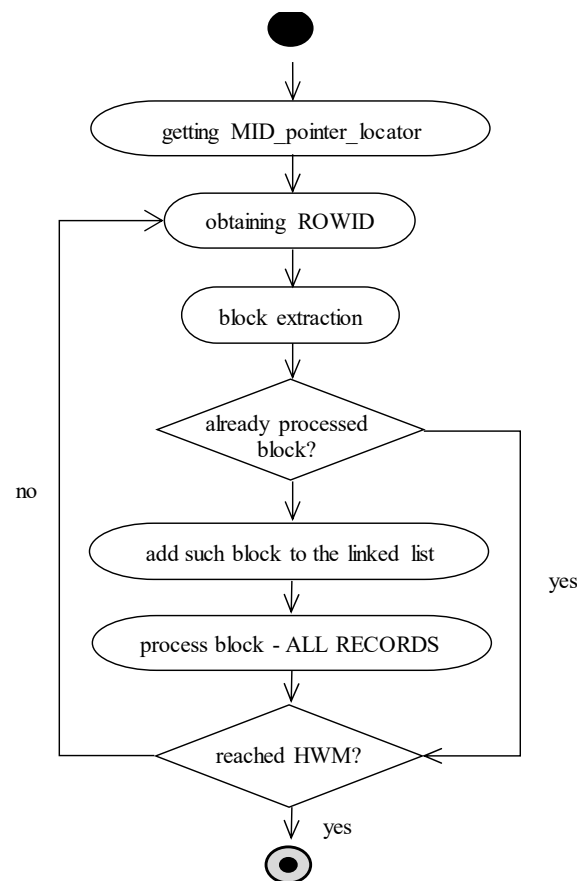 getting MID_pointer_locator
obtaining ROWID
block extraction
already processed
block?
no
add such block to the linked list
yes
process block - ALL RECORDS
reached HWM?
yes